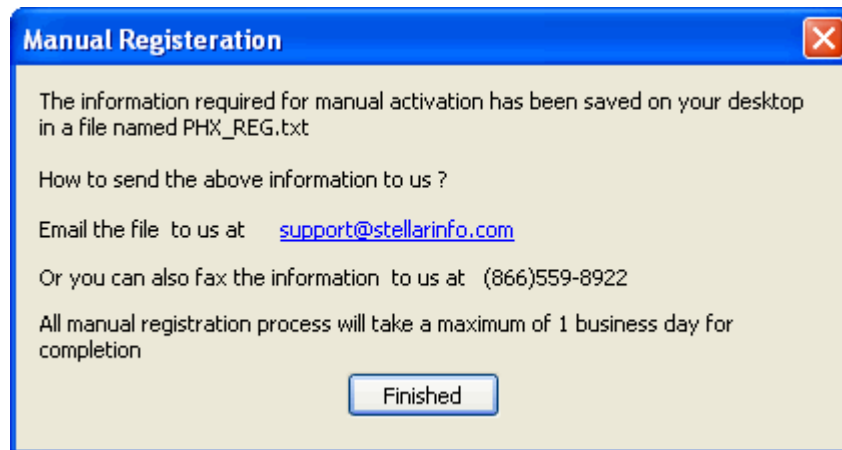 Manual Registeration
The information required for manual activation has been saved on your desktop
in a file named PHX_REG.txt
How to send the above information to us ?
Email the file  to us at    support@stellarinfo.com
Or you can also fax the information  to us at   (866)559-8922
All manual registration process will take a maximum of 1 business day for
completion
Finished